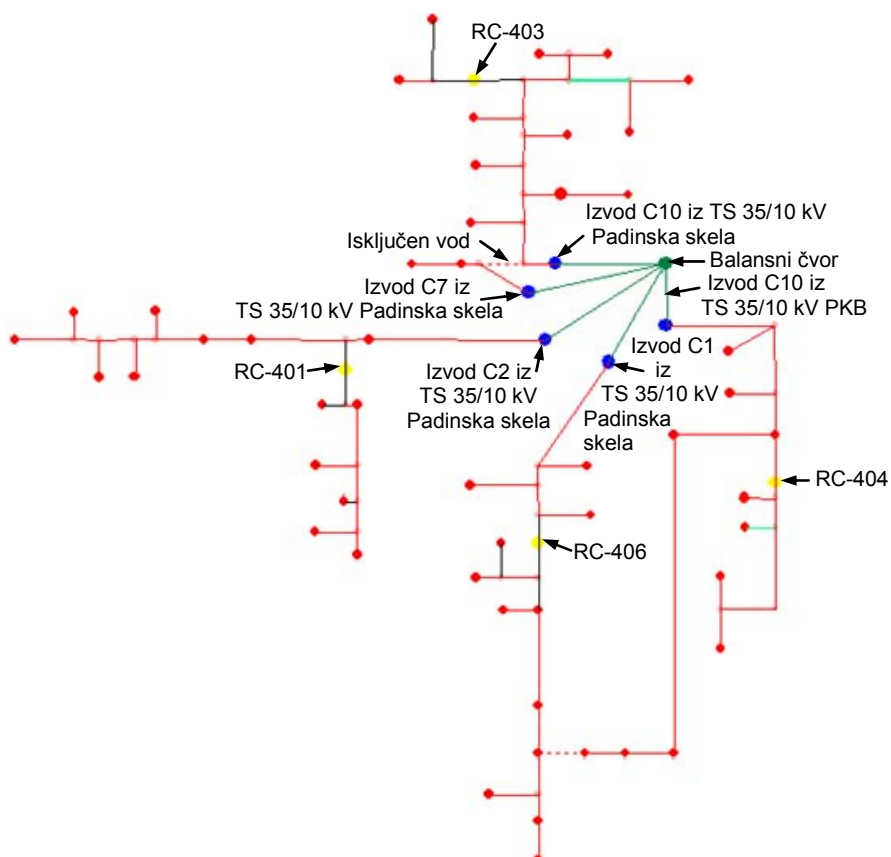 RC-403
Izvod C10 iz TS 35/10 kV
Padinska skela
Isključen vod
Balansni čvor
Izvod C7 iz
TS 35/10 kV Padinska skela
Izvod C10 iz
TS 35/10 kV PKB
RC-401
Izvod C2 iz
TS 35/10 kV
Padinska skela
Izvod C1
iz
TS 35/10 kV
Padinska
skela
RC-404
RC-406